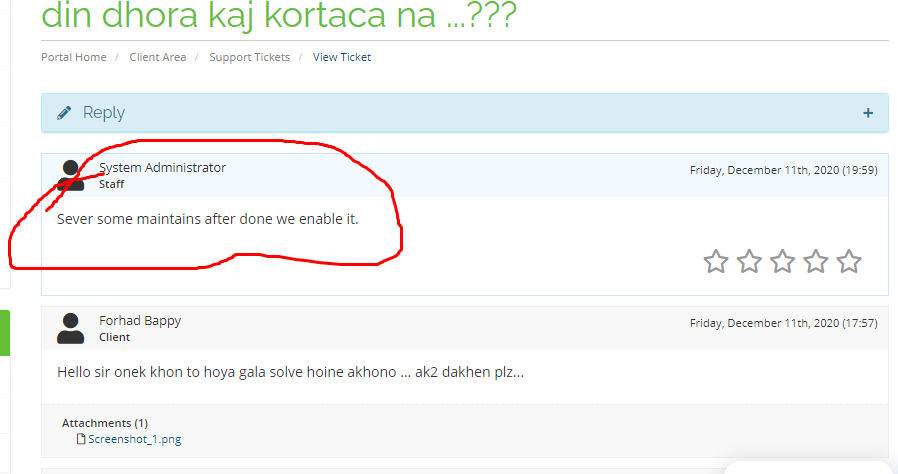 din dhora kaj kortaca na ...???
Portal Home / Client Area / Support Tickets / View Ticket
Reply +
System Administrator
Staff
Friday, December 11th, 2020 (19:59)
Sever some maintains after done we enable it.
Forhad Bappy
Client
Friday, December 11th, 2020 (17:57)
Hello sir onek khon to hoya gala solve hoine akhono ... ak2 dakhen plz...
Attachments (1)
Screenshot_1.png